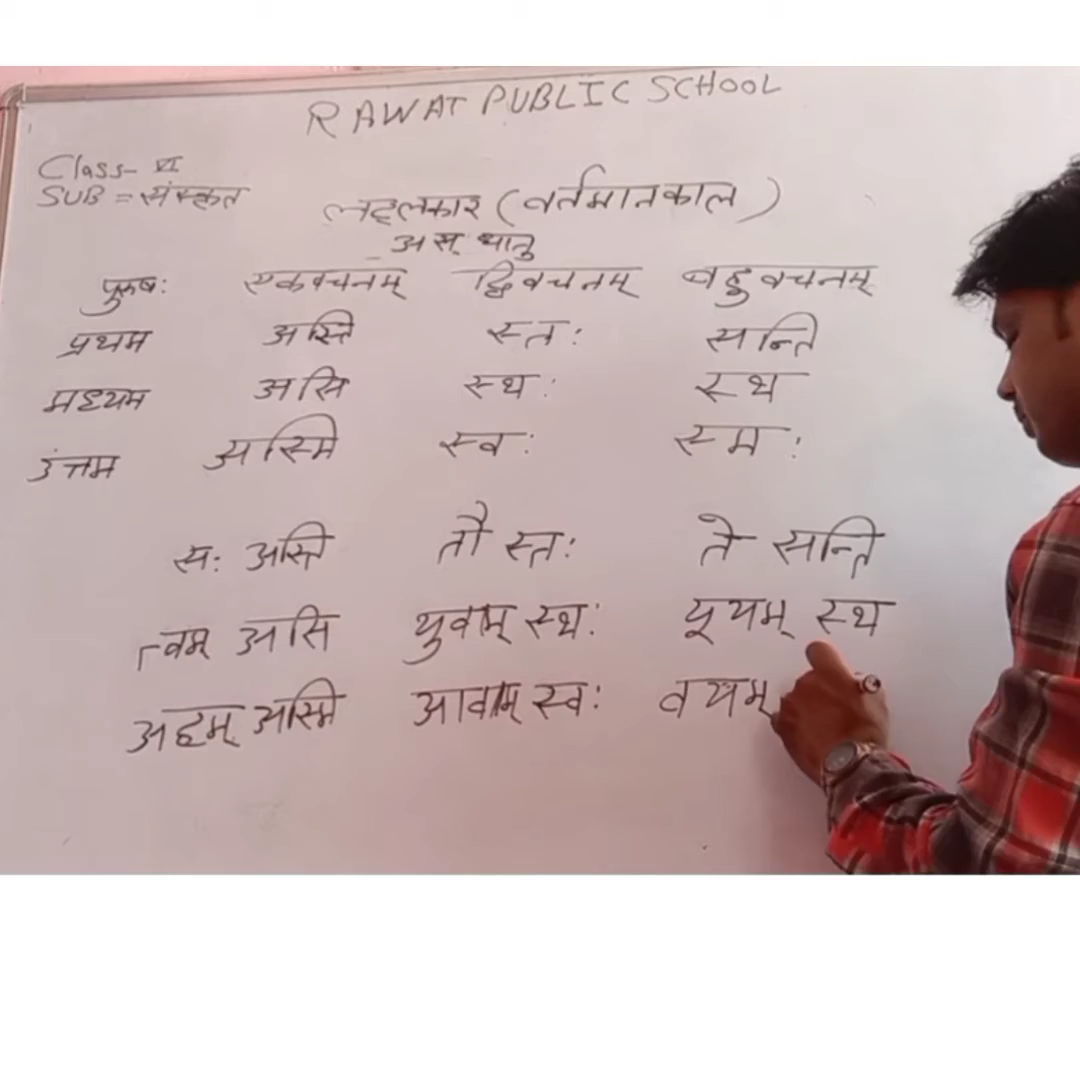 RAWAT PUBLIC SCHOOL
Class- VI
SUB = संस्कृत
लट्लकार (वर्तमानकाल)
अस् धातु
पुरुषः एकवचनम् द्विवचनम् बहुवचनम्
प्रथम अस्ति स्तः सन्ति
मध्यम असि स्थः स्थ
उत्तम अस्मि स्वः स्मः
सः अस्ति तौ स्तः ते सन्ति
त्वम् असि युवाम् स्थः यूयम् स्थ
अहम् अस्मि आवाम् स्वः वयम्